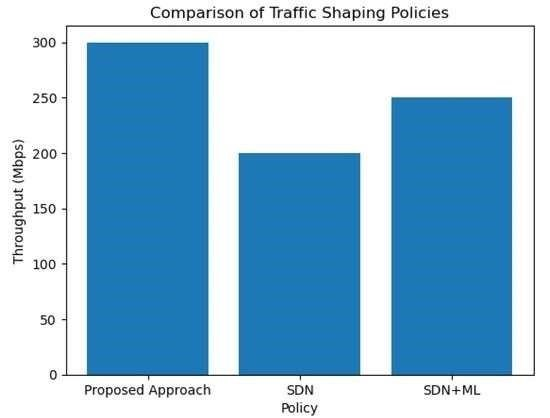 Comparison of Traffic Shaping Policies
300
250
200
150
100
50
0
Throughput (Mbps)
Proposed Approach SDN SDN+ML
Policy